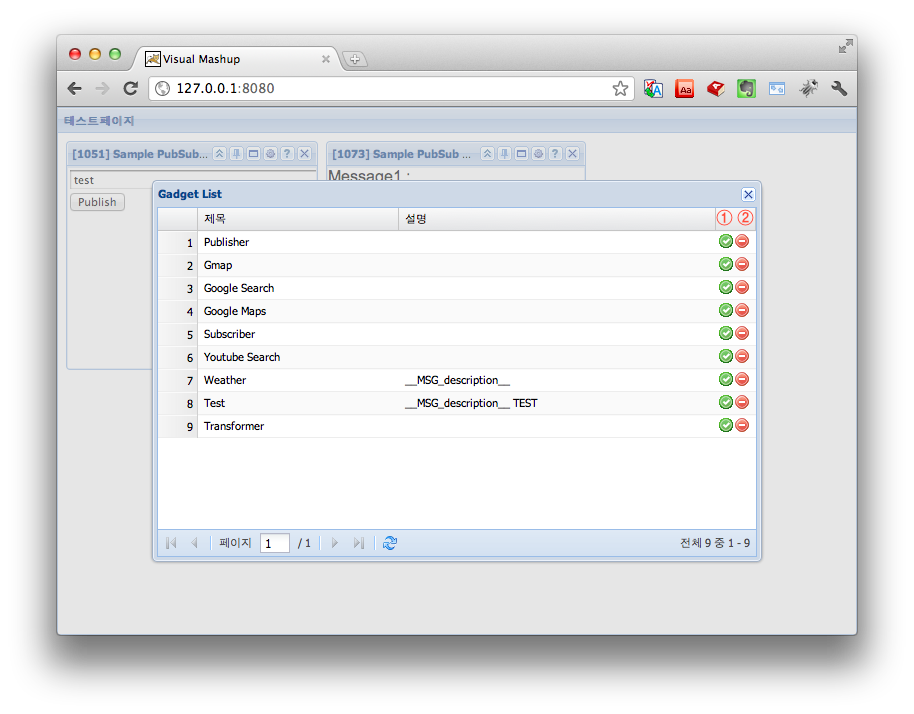 Visual Mashup
127.0.0.1:8080
테스트페이지
[1051] Sample PubSub...
[1073] Sample PubSub ...
test
Message1 :
Publish
Gadget List
제목 설명 ① ②
1 Publisher
2 Gmap
3 Google Search
4 Google Maps
5 Subscriber
6 Youtube Search
7 Weather __MSG_description__
8 Test __MSG_description__ TEST
9 Transformer
페이지 1 / 1
전체 9 중 1 - 9